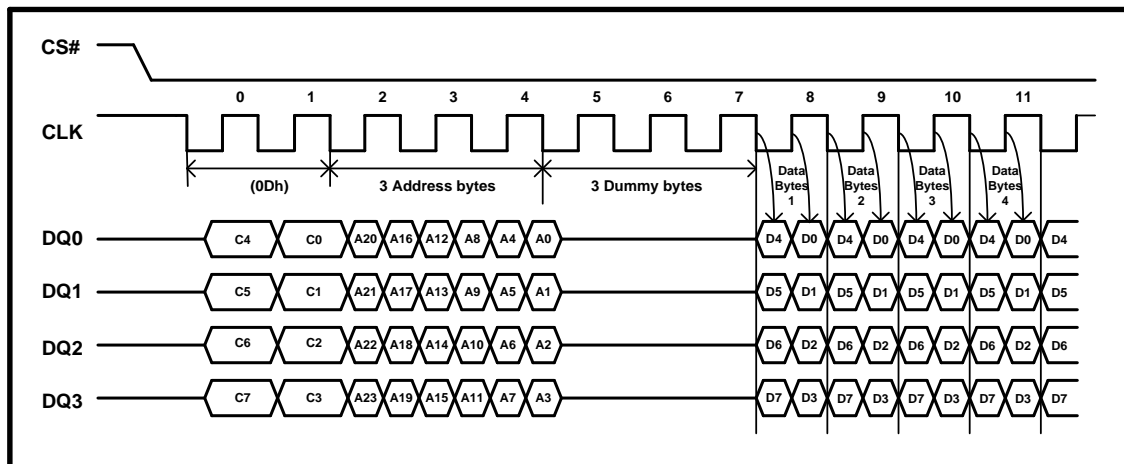 CS#
0 1 2 3 4 5 6 7 8 9 10 11
CLK
(0Dh) 3 Address bytes 3 Dummy bytes
Data Bytes 1
Data Bytes 2
Data Bytes 3
Data Bytes 4
DQ0 C4 C0 A20 A16 A12 A8 A4 A0 D4 D0 D4 D0 D4 D0 D4 D0 D4
DQ1 C5 C1 A21 A17 A13 A9 A5 A1 D5 D1 D5 D1 D5 D1 D5 D1 D5
DQ2 C6 C2 A22 A18 A14 A10 A6 A2 D6 D2 D6 D2 D6 D2 D6 D2 D6
DQ3 C7 C3 A23 A19 A15 A11 A7 A3 D7 D3 D7 D3 D7 D3 D7 D3 D7